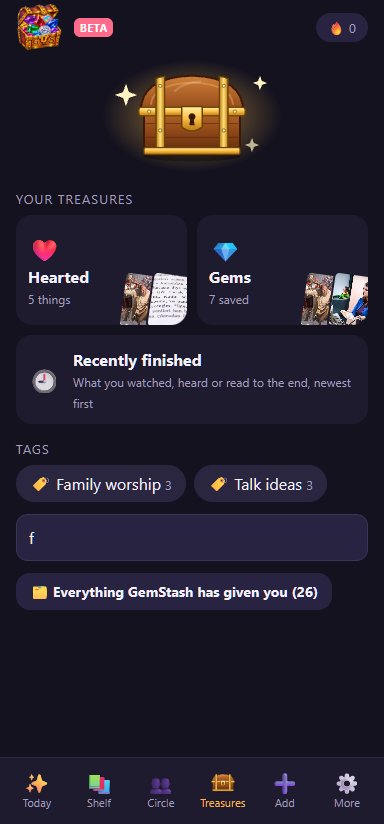 BETA
0
YOUR TREASURES
Hearted
5 things
Gems
7 saved
Recently finished
What you watched, heard or read to the end, newest
first
TAGS
Family worship 3
Talk ideas 3
f
Everything GemStash has given you (26)
Today
Shelf
Circle
Treasures
Add
More